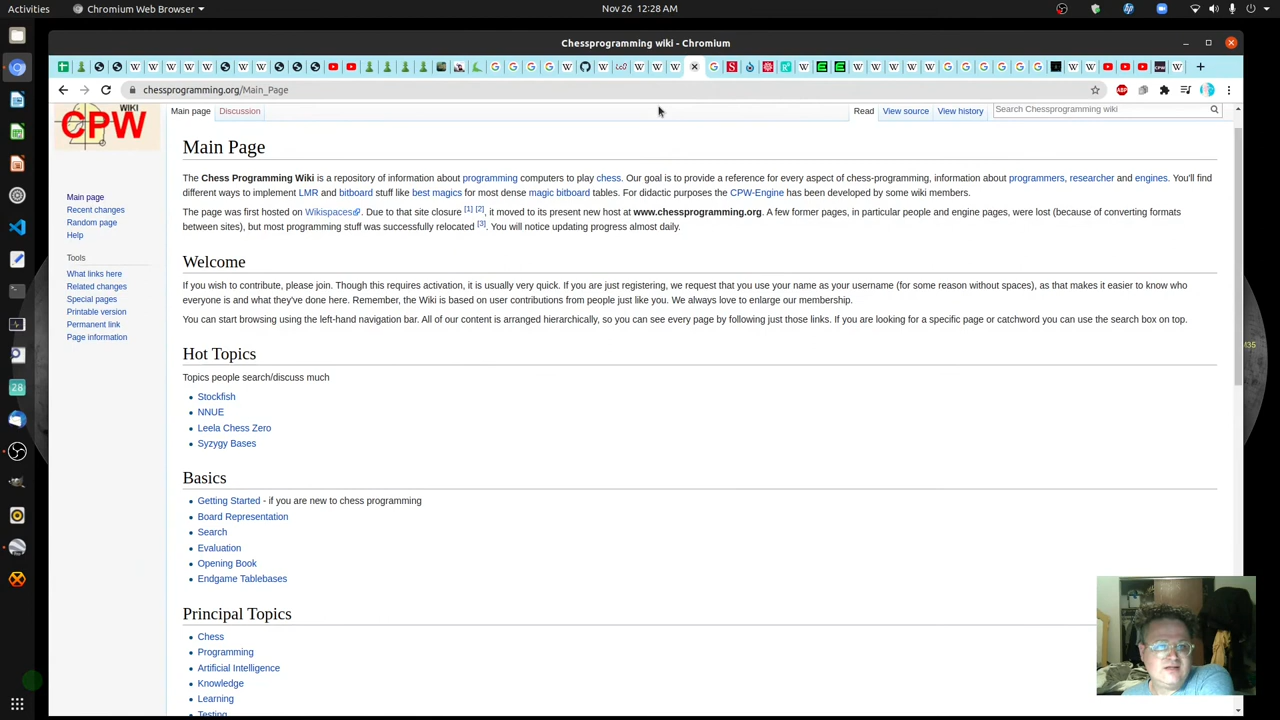 Activities
Chromium Web Browser
Nov 26 12:28 AM
Chessprogramming wiki - Chromium
chessprogramming.org/Main_Page
WIKI
CPW
Main page
Discussion
Read
View source
View history
Search Chessprogramming wiki
Main page
Recent changes
Random page
Help
Tools
What links here
Related changes
Special pages
Printable version
Permanent link
Page information
Main Page
The Chess Programming Wiki is a repository of information about programming computers to play chess. Our goal is to provide a reference for every aspect of chess-programming, information about programmers, researcher and engines. You'll find
different ways to implement LMR and bitboard stuff like best magics for most dense magic bitboard tables. For didactic purposes the CPW-Engine has been developed by some wiki members.
The page was first hosted on Wikispaces. Due to that site closure [1] [2], it moved to its present new host at www.chessprogramming.org. A few former pages, in particular people and engine pages, were lost (because of converting formats
between sites), but most programming stuff was successfully relocated [3]. You will notice updating progress almost daily.
Welcome
If you wish to contribute, please join. Though this requires activation, it is usually very quick. If you are just registering, we request that you use your name as your username (for some reason without spaces), as that makes it easier to know who
everyone is and what they've done here. Remember, the Wiki is based on user contributions from people just like you. We always love to enlarge our membership.
You can start browsing using the left-hand navigation bar. All of our content is arranged hierarchically, so you can see every page by following just those links. If you are looking for a specific page or catchword you can use the search box on top.
Hot Topics
Topics people search/discuss much
Stockfish
NNUE
Leela Chess Zero
Syzygy Bases
Basics
Getting Started - if you are new to chess programming
Board Representation
Search
Evaluation
Opening Book
Endgame Tablebases
Principal Topics
Chess
Programming
Artificial Intelligence
Knowledge
Learning
Testing
28
ABP